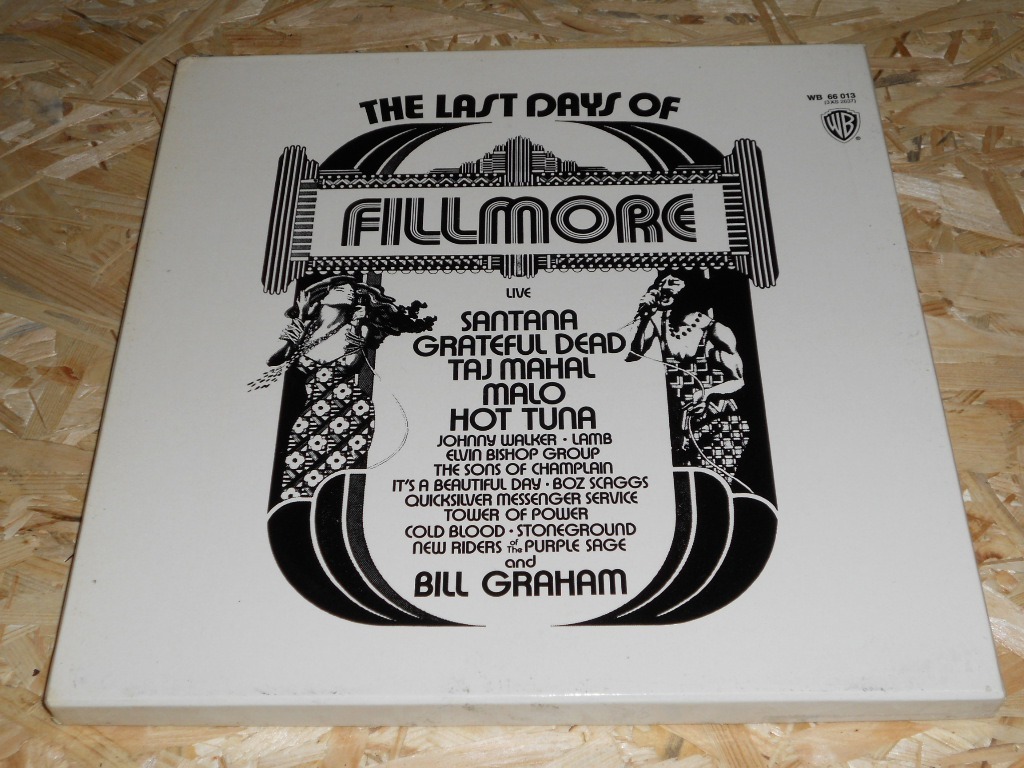 THE LAST DAYS OF
FILLMORE
WB 66 013
(3XS-2637)
WB
®
LIVE
SANTANA
GRATEFUL DEAD
TAJ MAHAL
MALO
HOT TUNA
JOHNNY WALKER · LAMB
ELVIN BISHOP GROUP
THE SONS OF CHAMPLAIN
IT'S A BEAUTIFUL DAY · BOZ SCAGGS
QUICKSILVER MESSENGER SERVICE
TOWER OF POWER
COLD BLOOD · STONEGROUND
NEW RIDERS of The PURPLE SAGE
and
BILL GRAHAM